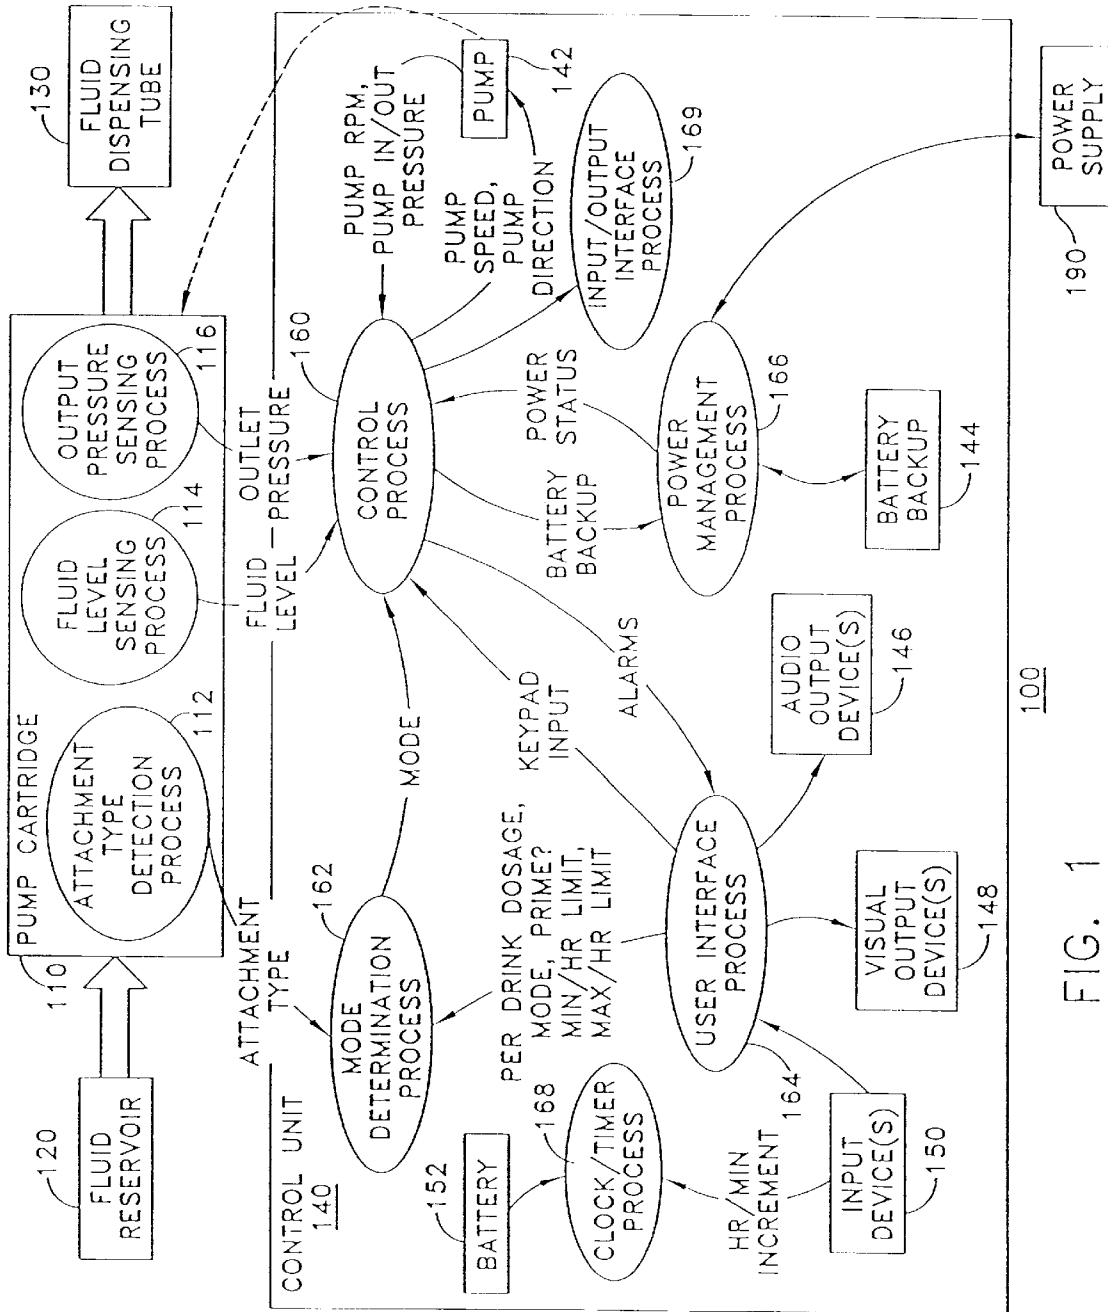 120
FLUID
RESERVOIR
110
PUMP CARTRIDGE
ATTACHMENT
TYPE
DETECTION
PROCESS
112
FLUID
LEVEL
SENSING
PROCESS
114
OUTPUT
PRESSURE
SENSING
PROCESS
116
130
FLUID
DISPENSING
TUBE
CONTROL UNIT
140
ATTACHMENT
TYPE
FLUID
LEVEL
OUTLET
PRESSURE
162
MODE
DETERMINATION
PROCESS
MODE
160
CONTROL
PROCESS
PUMP RPM,
PUMP IN/OUT
PRESSURE
PUMP
SPEED,
PUMP
DIRECTION
PUMP
142
152
BATTERY
168
CLOCK/TIMER
PROCESS
HR/MIN
INCREMENT
PER DRINK DOSAGE,
MODE, PRIME?
MIN/HR LIMIT,
MAX/HR LIMIT
KEYPAD
INPUT
ALARMS
BATTERY
BACKUP
POWER
STATUS
INPUT/OUTPUT
INTERFACE
PROCESS
169
164
USER INTERFACE
PROCESS
POWER
MANAGEMENT
PROCESS
166
INPUT
DEVICE(S)
150
VISUAL
OUTPUT
DEVICE(S)
148
AUDIO
OUTPUT
DEVICE(S)
146
BATTERY
BACKUP
144
190
POWER
SUPPLY
100
FIG. 1